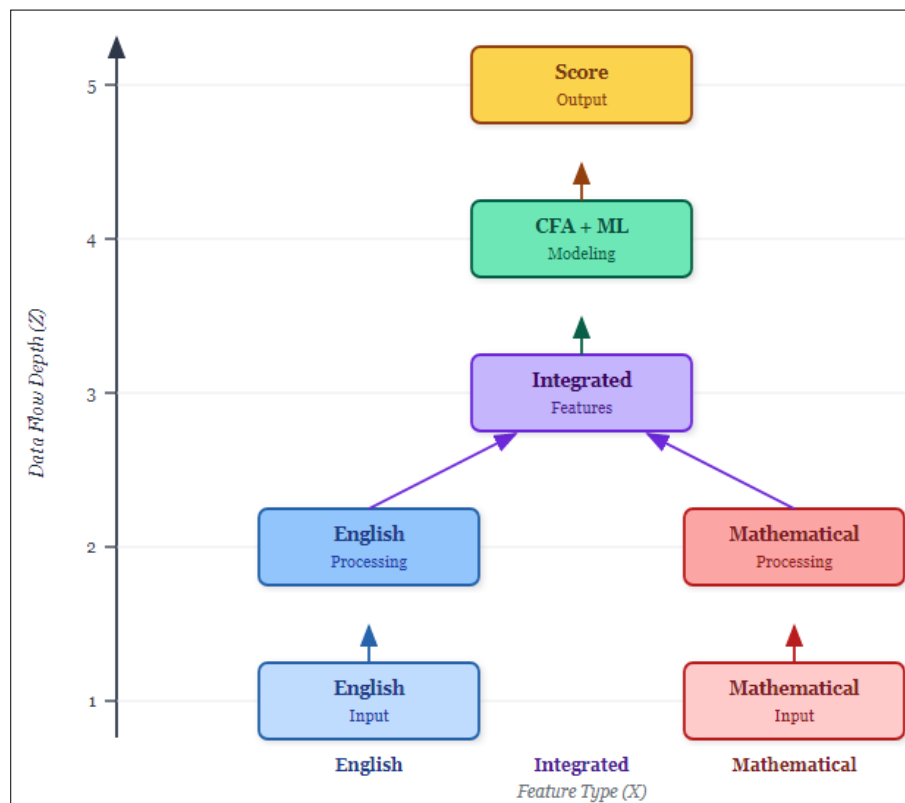 5
Score
Output
4
CFA + ML
Modeling
Data Flow Depth (Z)
3
Integrated
Features
2
English
Processing
Mathematical
Processing
1
English
Input
Mathematical
Input
English
Integrated
Mathematical
Feature Type (X)